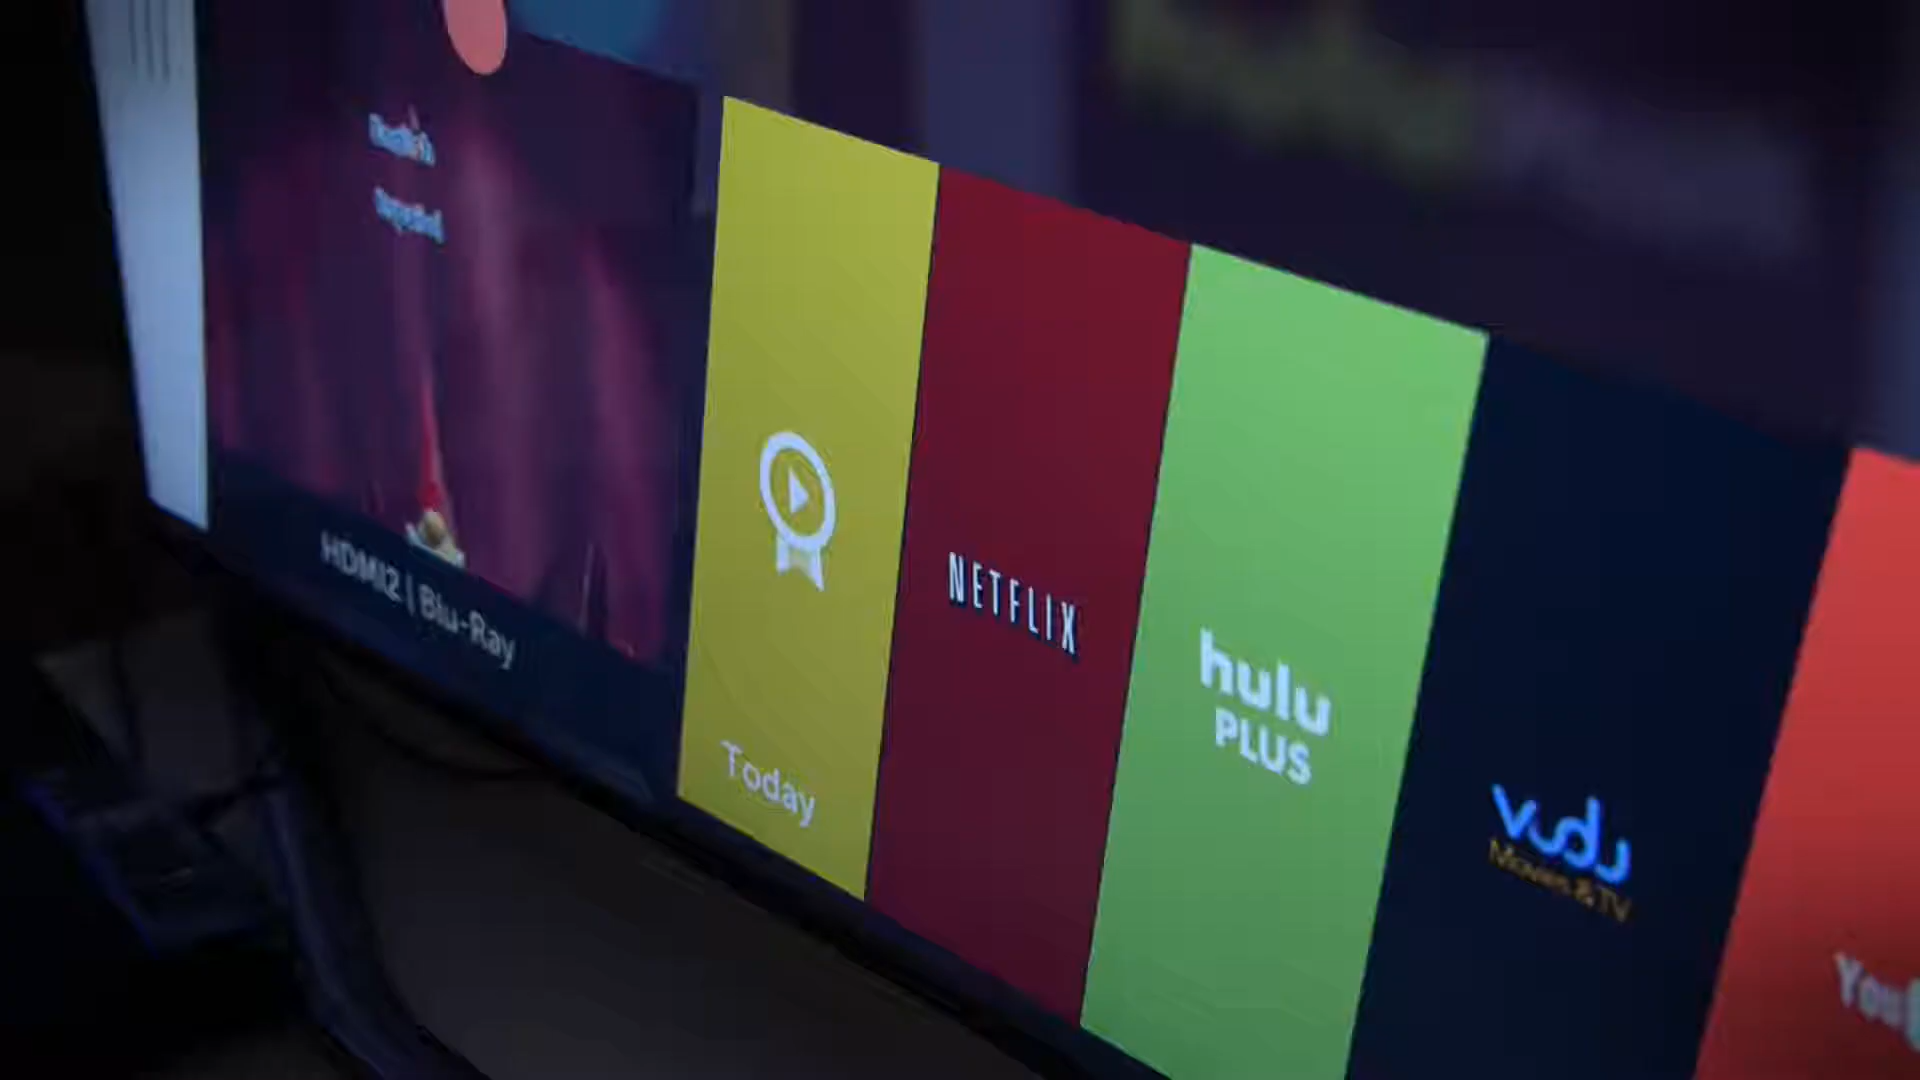 HDMI2 | Blu-Ray
Today
NETFLIX
hulu
PLUS
vudu
Movies & TV